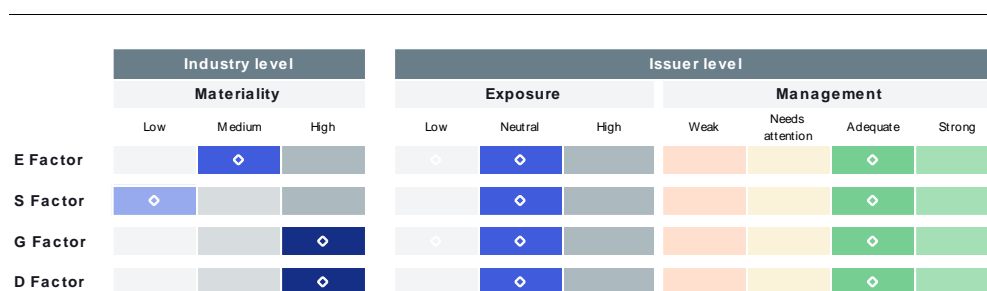 Industry level Issuer level
Materiality Exposure Management
Low Medium High Low Neutral High Weak Needs attention Adequate Strong
E Factor
S Factor
G Factor
D Factor